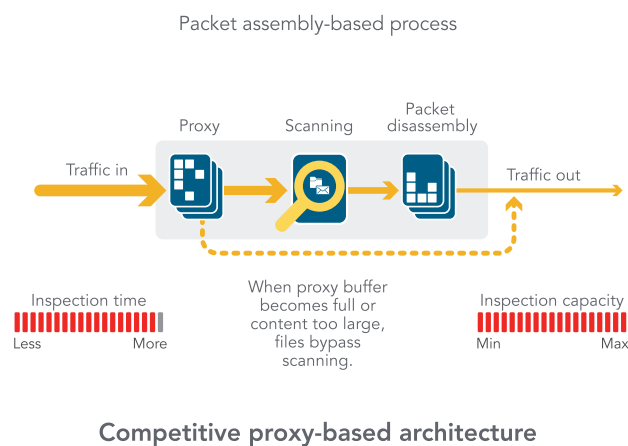 Packet assembly-based process
Proxy
Scanning
Packet
disassembly
Traffic in
Traffic out
When proxy buffer
becomes full or
content too large,
files bypass
scanning.
Inspection time
Less
More
Inspection capacity
Min
Max
Competitive proxy-based architecture